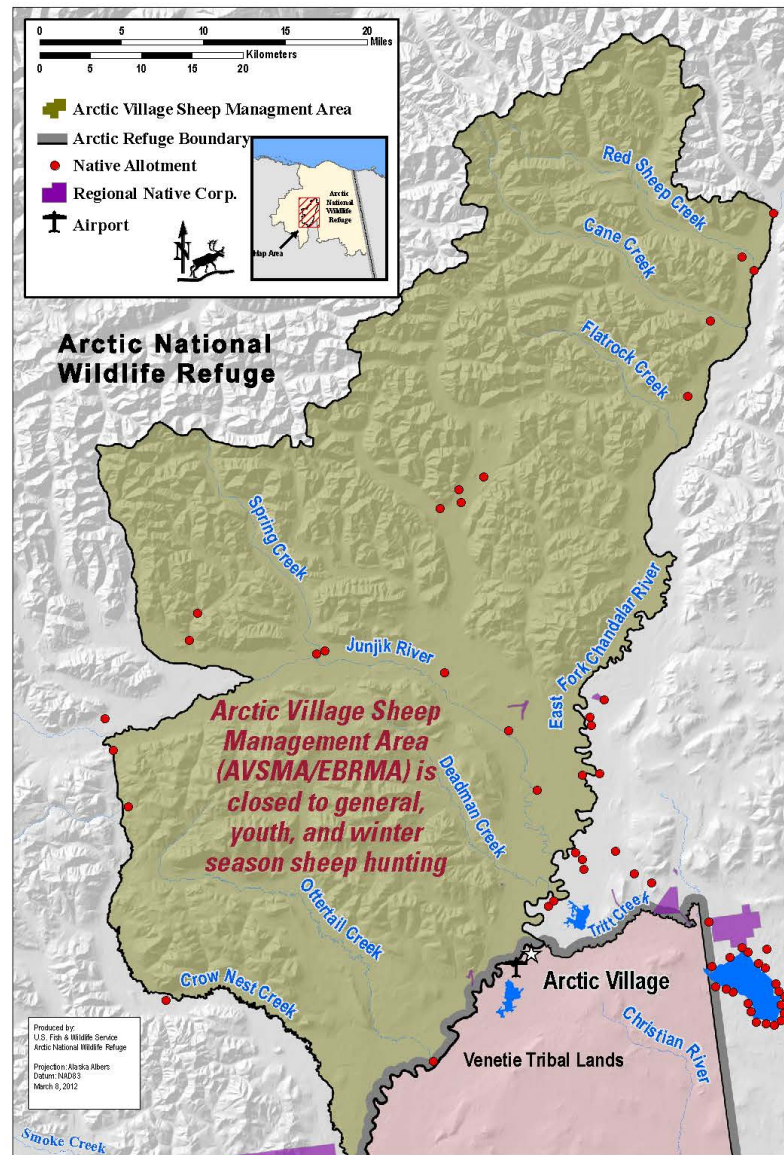 0 5 10 15 20
Miles
Kilometers
0 5 10 15 20
Arctic Village Sheep Managment Area
Arctic Refuge Boundary
Native Allotment
Regional Native Corp.
Airport
N
Arctic
National
Wildlife
Refuge
Map Area
Arctic National
Wildlife Refuge
Red Sheep Creek
Cane Creek
Flatrock Creek
Spring Creek
Junjik River
East Fork Chandalar River
Arctic Village Sheep
Management Area
(AVSMA/EBRMA) is
closed to general,
youth, and winter
season sheep hunting
Deadman Creek
Ottertail Creek
Tritt Creek
Crow Nest Creek
Arctic Village
Christian River
Venetie Tribal Lands
Produced by:
U.S. Fish & Wildlife Service
Arctic National Wildlife Refuge
Projection: Alaska Albers
Datum: NAD83
March 8, 2012
Smoke Creek